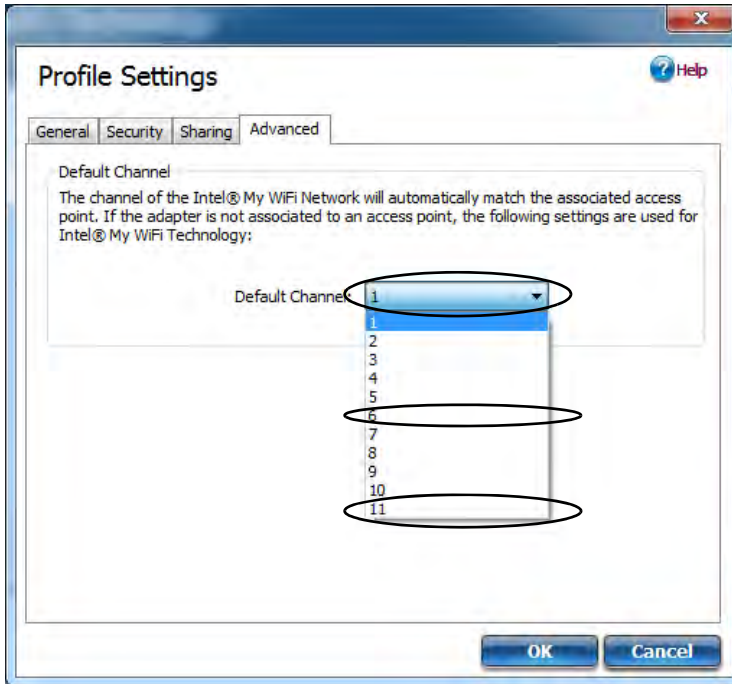 x
Profile Settings
? Help
General Security Sharing Advanced
Default Channel
The channel of the Intel® My WiFi Network will automatically match the associated access
point. If the adapter is not associated to an access point, the following settings are used for
Intel® My WiFi Technology:
Default Channel: 1
1
2
3
4
5
6
7
8
9
10
11
OK Cancel